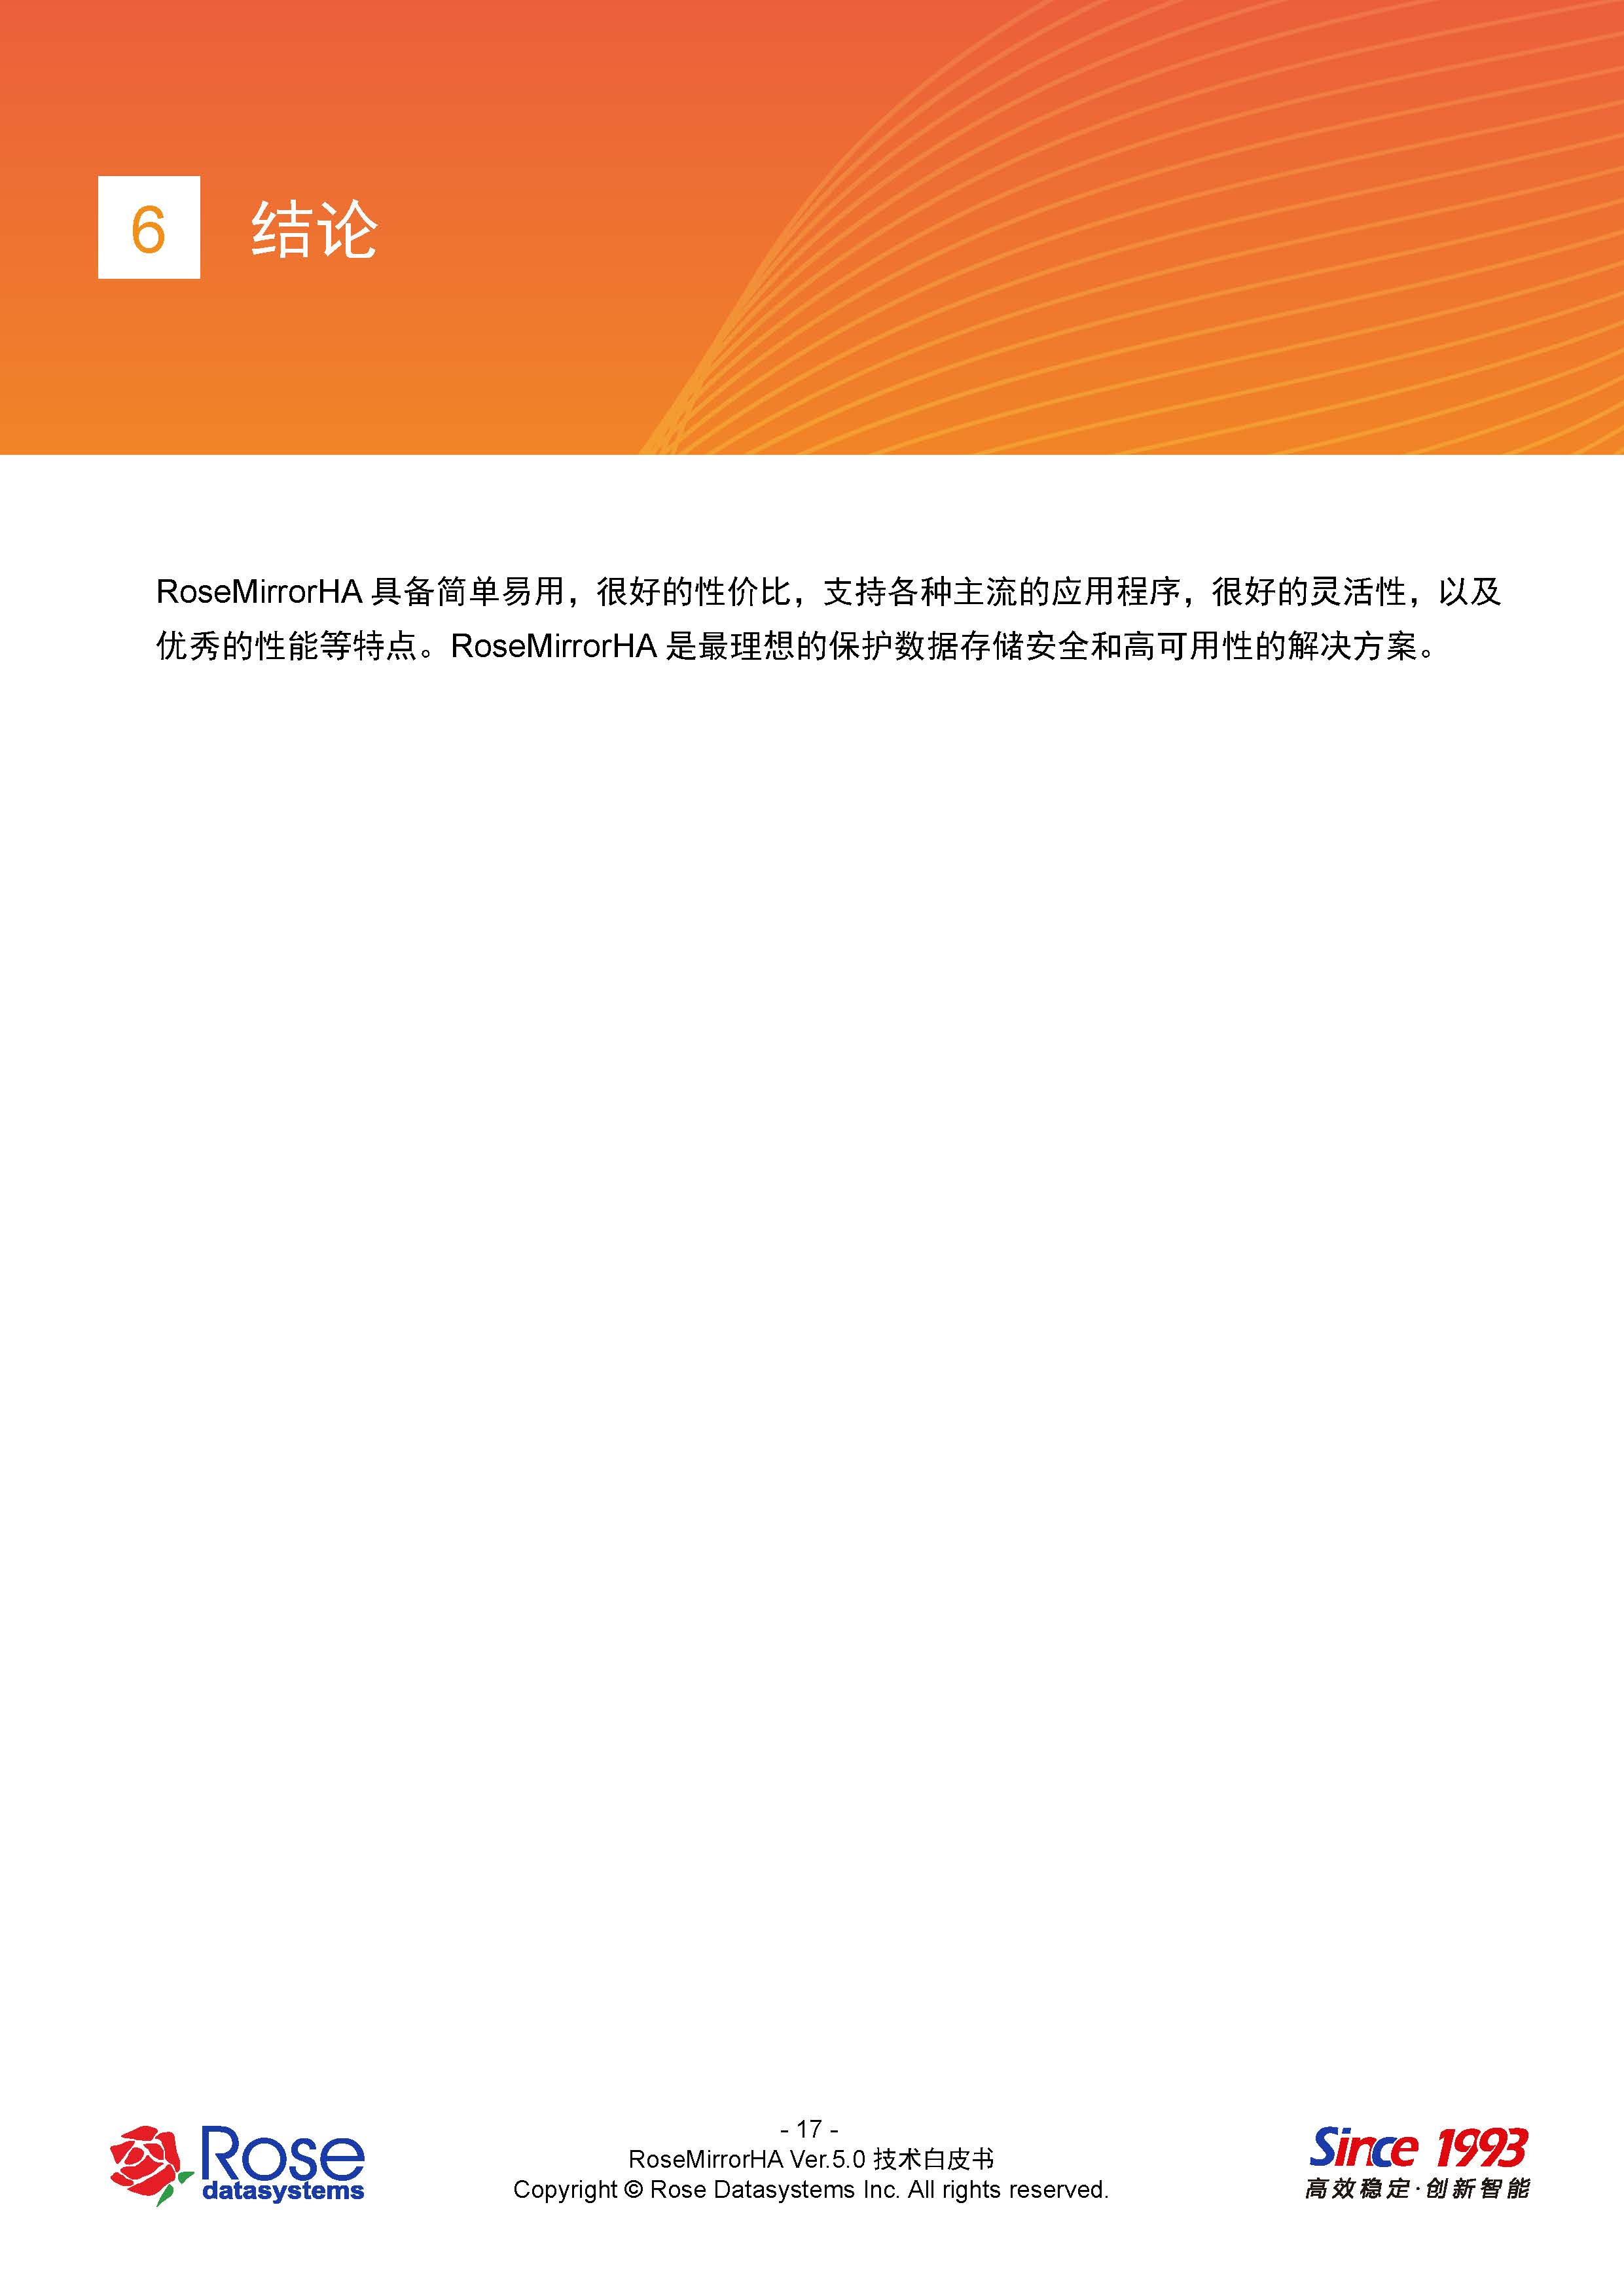 6 结论
RoseMirrorHA 具备简单易用，很好的性价比，支持各种主流的应用程序，很好的灵活性，以及
优秀的性能等特点。RoseMirrorHA 是最理想的保护数据存储安全和高可用性的解决方案。
Rose
datasystems
- 17 -
RoseMirrorHA Ver.5.0 技术白皮书
Copyright © Rose Datasystems Inc. All rights reserved.
Since 1993
高效稳定·创新智能